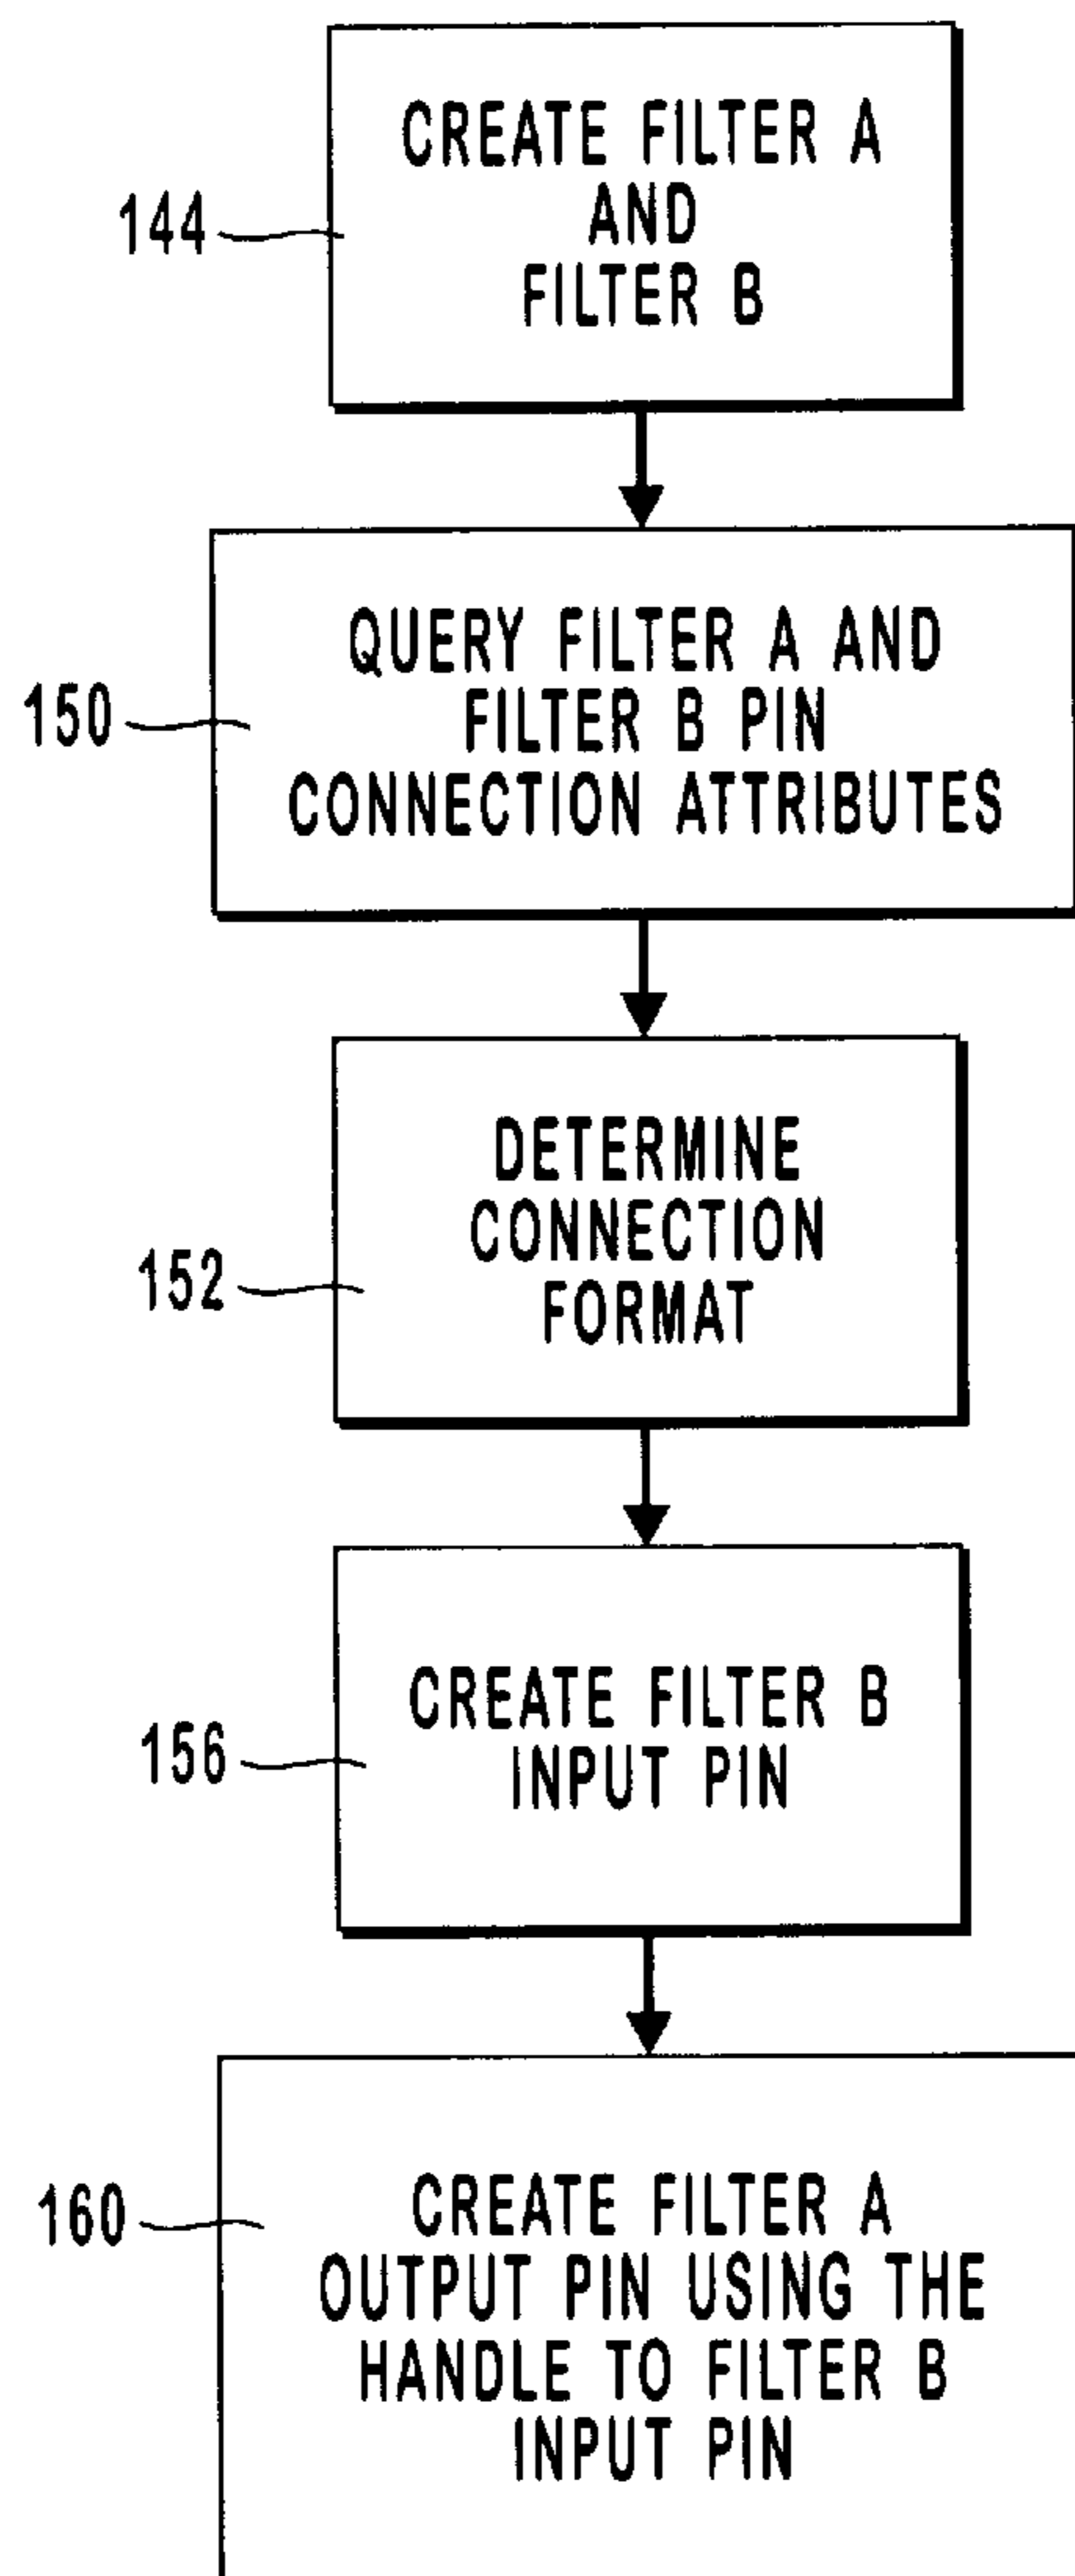 CREATE FILTER A
AND
FILTER B
144
QUERY FILTER A AND
FILTER B PIN
CONNECTION ATTRIBUTES
150
DETERMINE
CONNECTION
FORMAT
152
CREATE FILTER B
INPUT PIN
156
CREATE FILTER A
OUTPUT PIN USING THE
HANDLE TO FILTER B
INPUT PIN
160